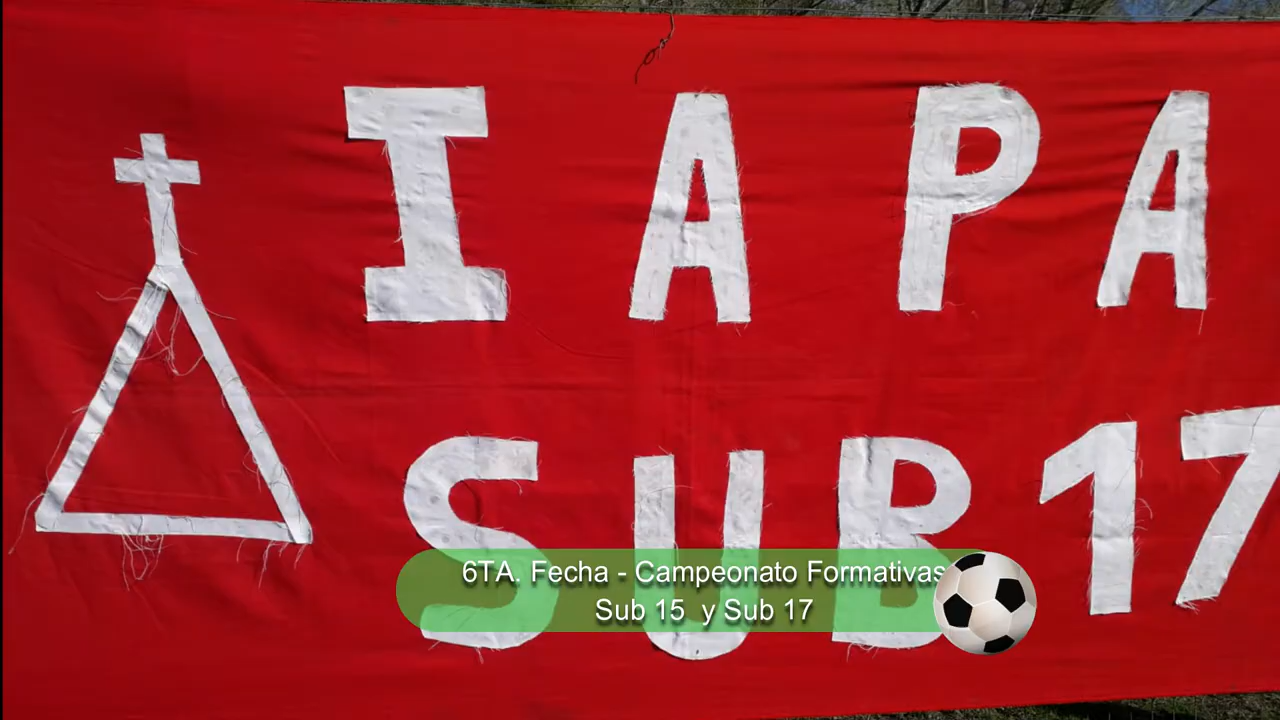 I A P A
SUB 17
6TA. Fecha - Campeonato Formativas
Sub 15 y Sub 17